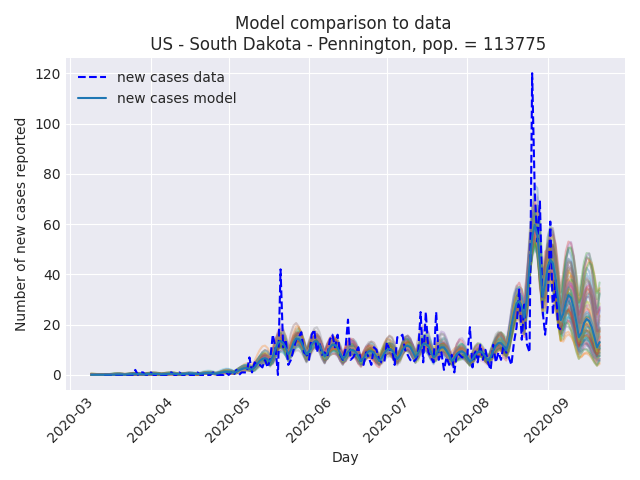 Model comparison to data
US - South Dakota - Pennington, pop. = 113775
new cases data
new cases model
Number of new cases reported
120
100
80
60
40
20
0
2020-03
2020-04
2020-05
2020-06
2020-07
2020-08
2020-09
Day